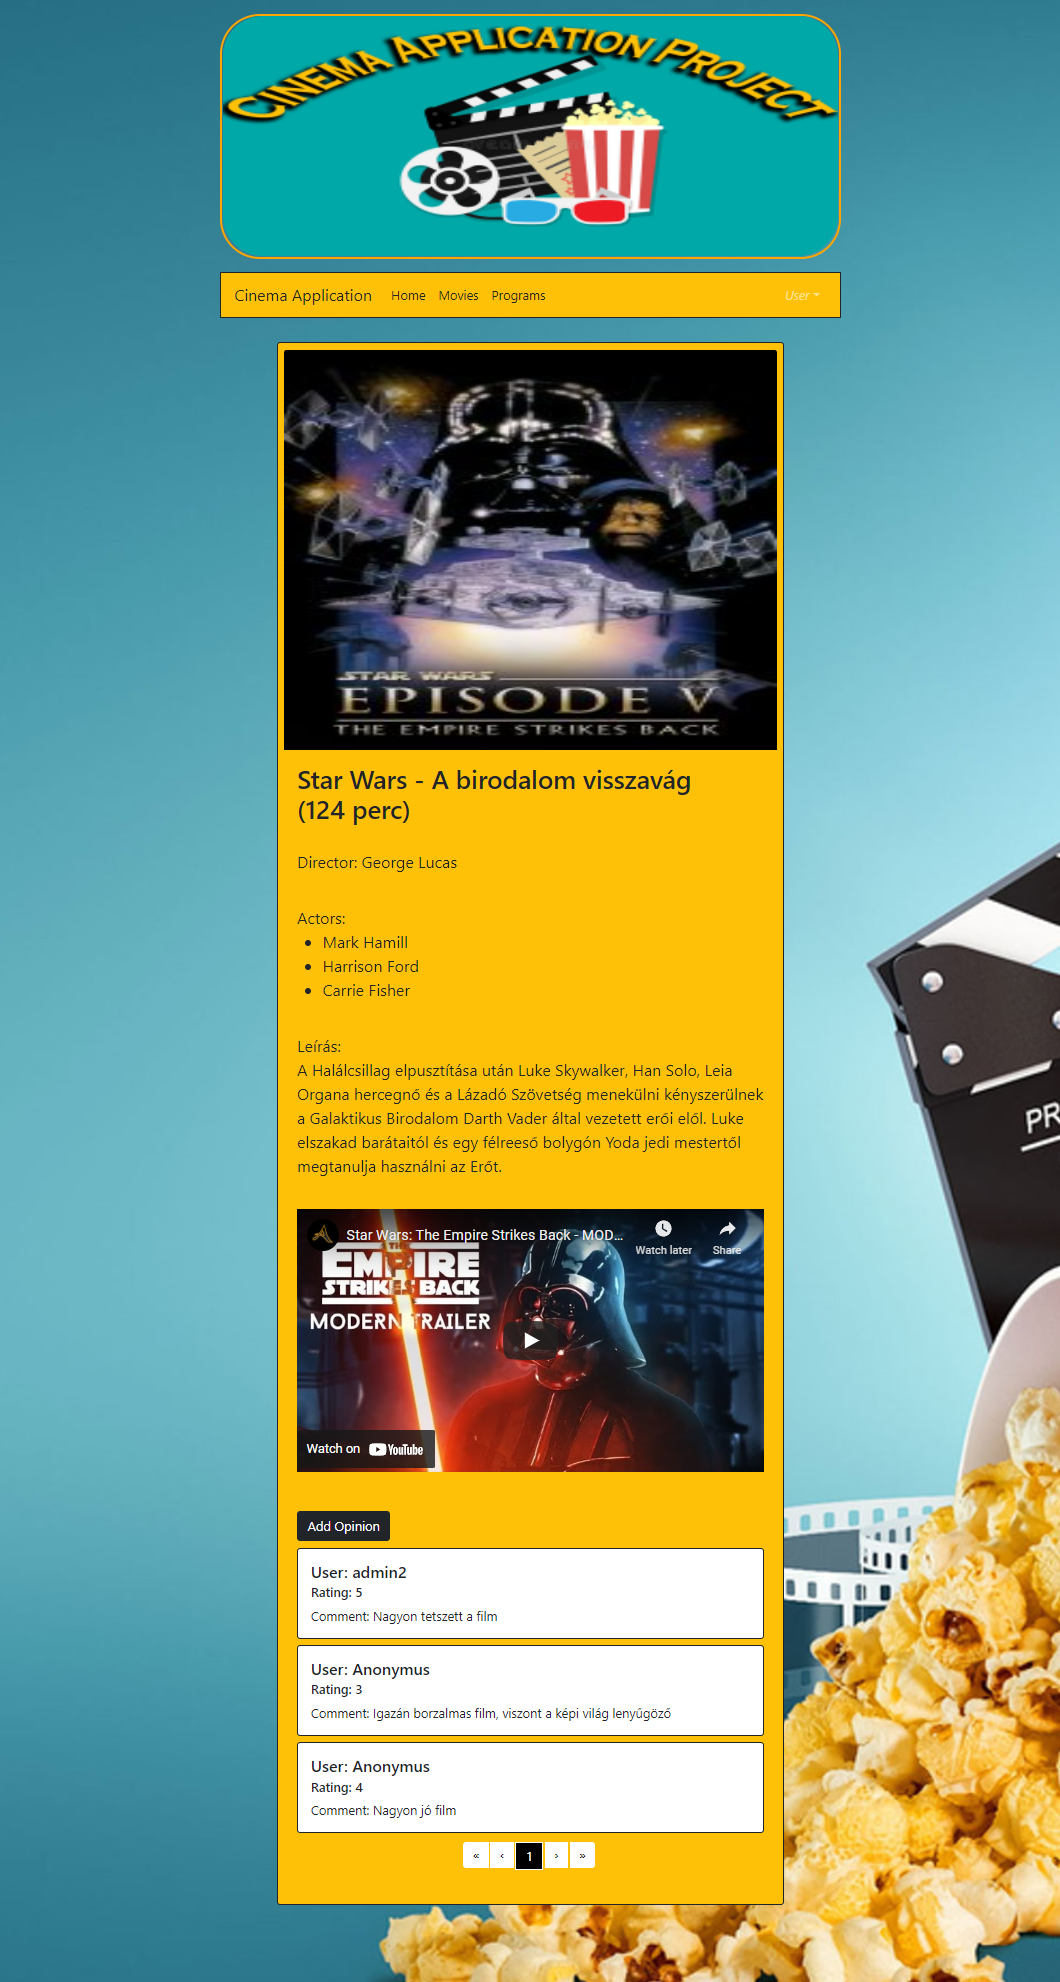 Cinema Application Project
Cinema Application Home Movies Programs User
STAR WARS
EPISODE V
THE EMPIRE STRIKES BACK
Star Wars - A birodalom visszavág
(124 perc)
Director: George Lucas
Actors:
Mark Hamill
Harrison Ford
Carrie Fisher
Leírás:
A Halálcsillag elpusztítása után Luke Skywalker, Han Solo, Leia
Organa hercegnő és a Lázadó Szövetség menekülni kényszerülnek
a Galaktikus Birodalom Darth Vader által vezetett erői elől. Luke
elszakad barátaitól és egy félreeső bolygón Yoda jedi mestertől
megtanulja használni az Erőt.
Star Wars: The Empire Strikes Back - MOD...
Watch later Share
THE
EMPIRE
STRIKES BACK
MODERN TRAILER
Watch on YouTube
Add Opinion
User: admin2
Rating: 5
Comment: Nagyon tetszett a film
User: Anonymus
Rating: 3
Comment: Igazán borzalmas film, viszont a képi világ lenyűgöző
User: Anonymus
Rating: 4
Comment: Nagyon jó film
« ‹ 1 › »
PR